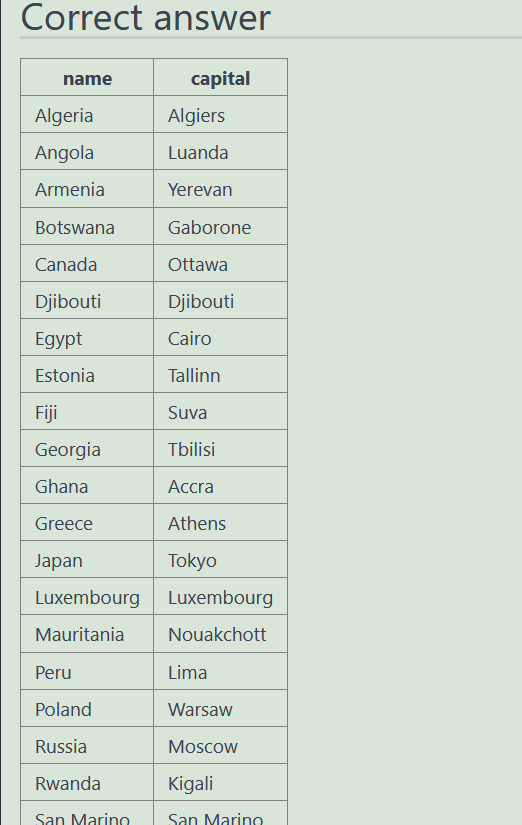 Correct answer
name capital
Algeria Algiers
Angola Luanda
Armenia Yerevan
Botswana Gaborone
Canada Ottawa
Djibouti Djibouti
Egypt Cairo
Estonia Tallinn
Fiji Suva
Georgia Tbilisi
Ghana Accra
Greece Athens
Japan Tokyo
Luxembourg Luxembourg
Mauritania Nouakchott
Peru Lima
Poland Warsaw
Russia Moscow
Rwanda Kigali
San Marino San Marino